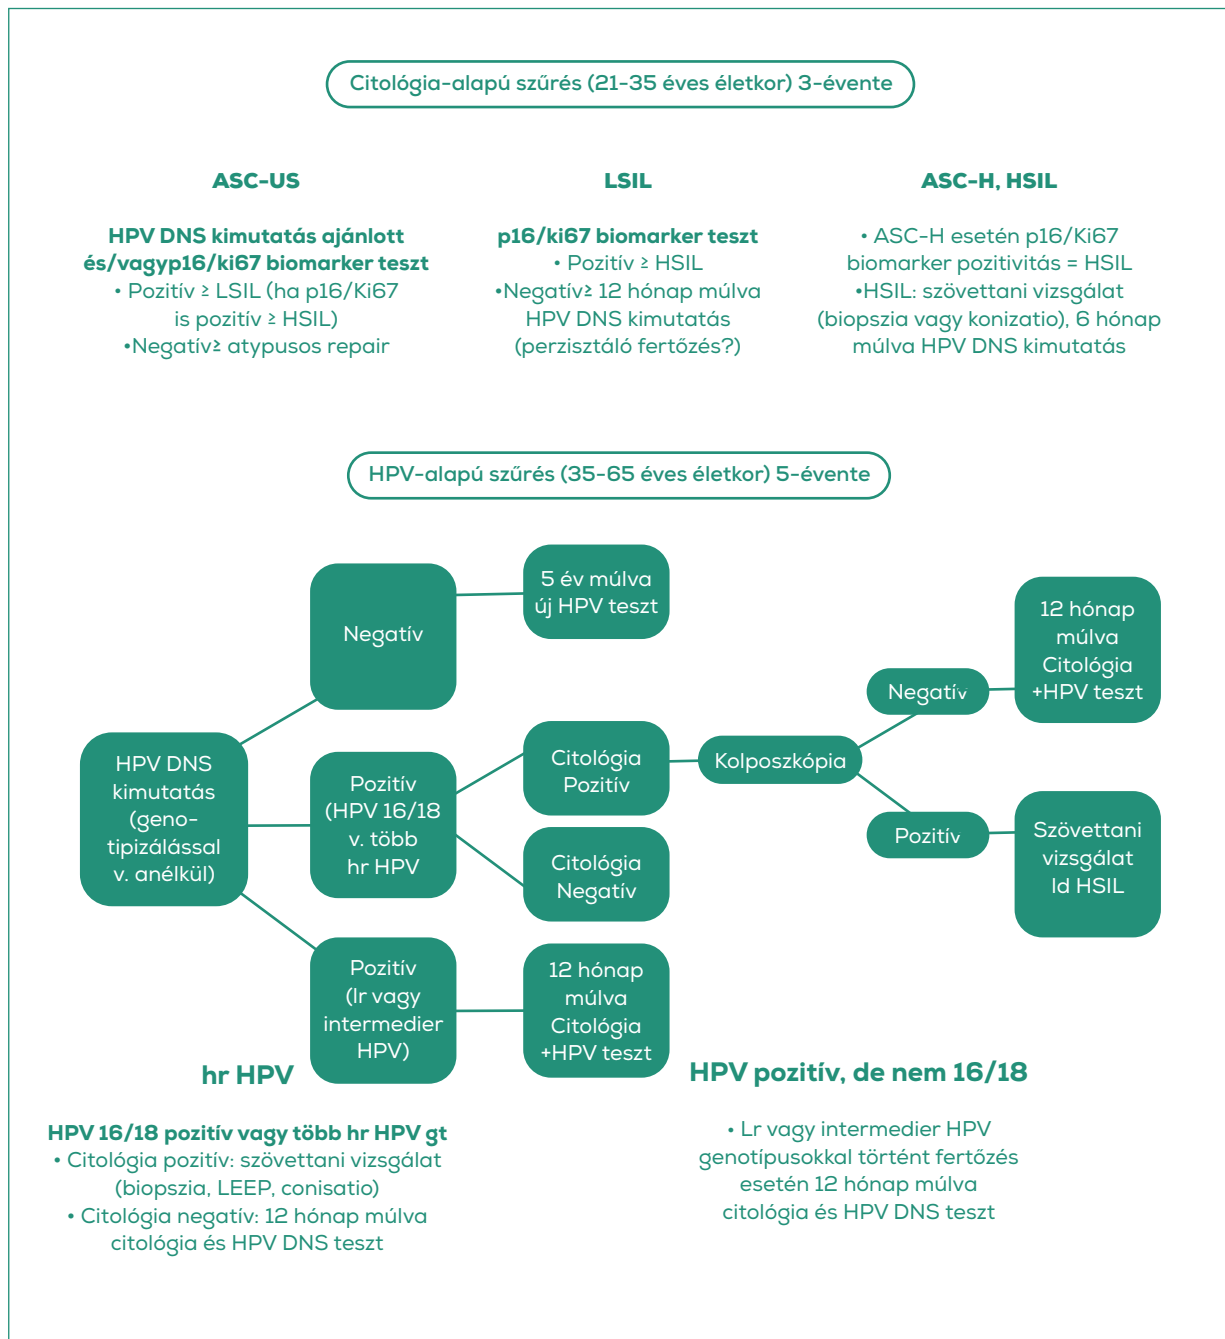 Citológia-alapú szűrés (21-35 éves életkor) 3-évente
ASC-US
HPV DNS kimutatás ajánlott
és/vagyp16/ki67 biomarker teszt
• Pozitív ≥ LSIL (ha p16/Ki67
is pozitív ≥ HSIL)
•Negatív≥ atypusos repair
LSIL
p16/ki67 biomarker teszt
• Pozitív ≥ HSIL
•Negatív≥ 12 hónap múlva
HPV DNS kimutatás
(perzisztáló fertőzés?)
ASC-H, HSIL
• ASC-H esetén p16/Ki67
biomarker pozitivitás = HSIL
•HSIL: szövettani vizsgálat
(biopszia vagy konizatio), 6 hónap
múlva HPV DNS kimutatás
HPV-alapú szűrés (35-65 éves életkor) 5-évente
HPV DNS
kimutatás
(geno-
tipizálással
v. anélkül)
Negatív
5 év múlva
új HPV teszt
Pozitív
(HPV 16/18
v. több
hr HPV
Citológia
Pozitív
Citológia
Negatív
Kolposzkópia
Negatív
12 hónap
múlva
Citológia
+HPV teszt
Pozitív
Szövettani
vizsgálat
ld HSIL
Pozitív
(lr vagy
intermedier
HPV)
12 hónap
múlva
Citológia
+HPV teszt
hr HPV
HPV 16/18 pozitív vagy több hr HPV gt
• Citológia pozitív: szövettani vizsgálat
(biopszia, LEEP, conisatio)
• Citológia negatív: 12 hónap múlva
citológia és HPV DNS teszt
HPV pozitív, de nem 16/18
• Lr vagy intermedier HPV
genotípusokkal történt fertőzés
esetén 12 hónap múlva
citológia és HPV DNS teszt